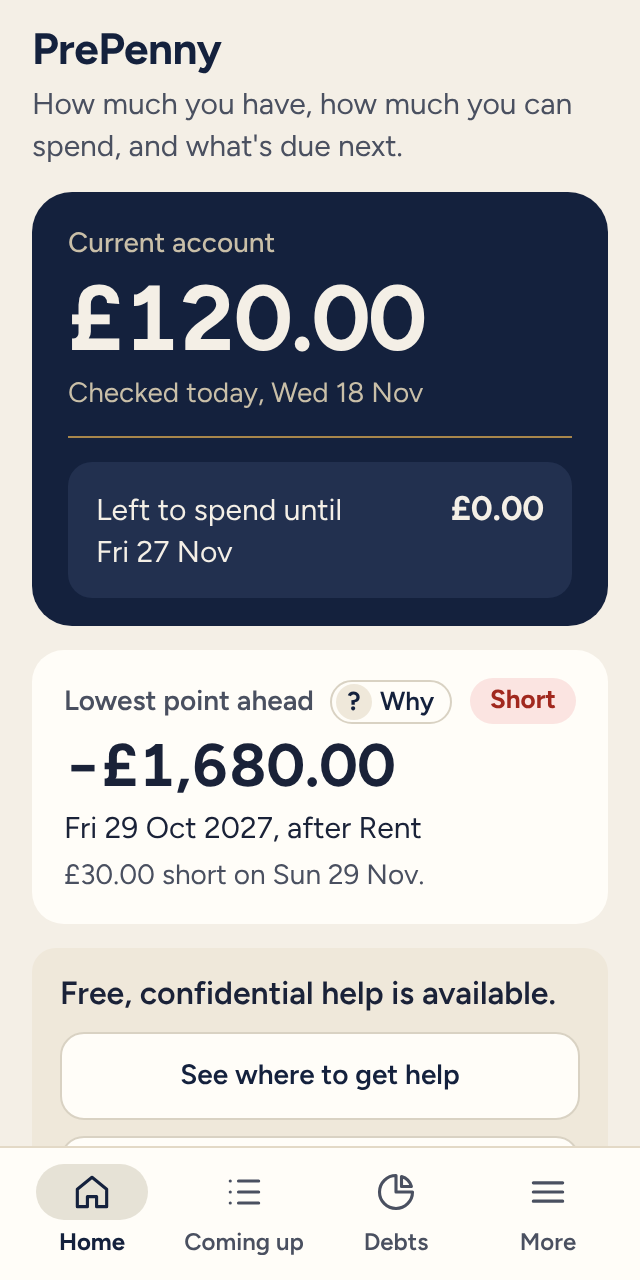 PrePenny
How much you have, how much you can
spend, and what's due next.
Current account
£120.00
Checked today, Wed 18 Nov
Left to spend until £0.00
Fri 27 Nov
Lowest point ahead ? Why Short
−£1,680.00
Fri 29 Oct 2027, after Rent
£30.00 short on Sun 29 Nov.
Free, confidential help is available.
See where to get help
Home Coming up Debts More